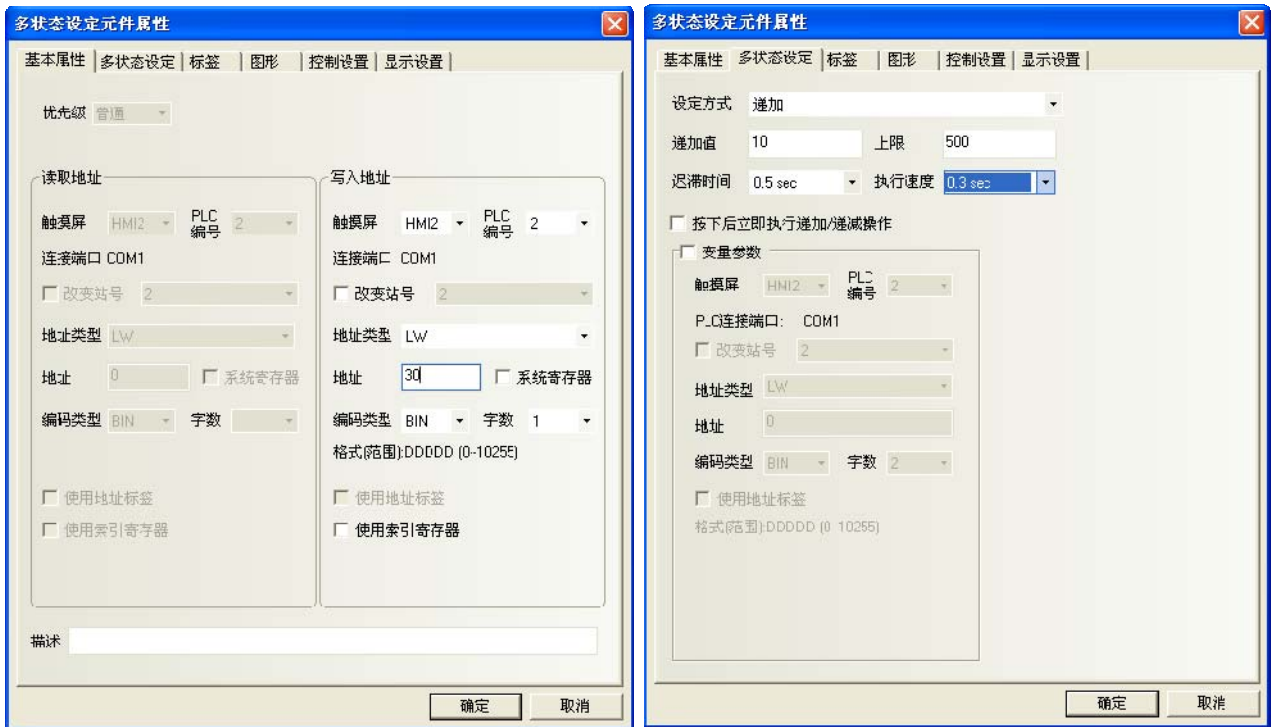 多状态设定元件属性
基本属性 多状态设定 标签 图形 控制设置 显示设置
优先级 普通
读取地址
触摸屏 HMI2 PLC编号 2
连接端口 COM1
改变站号 2
地址类型 LW
地址 0 系统寄存器
编码类型 BIN 字数
使用地址标签
使用索引寄存器
写入地址
触摸屏 HMI2 PLC编号 2
连接端口 COM1
改变站号 2
地址类型 LW
地址 30 系统寄存器
编码类型 BIN 字数 1
格式(范围):DDDDD (0~10255)
使用地址标签
使用索引寄存器
描述
确定 取消
多状态设定元件属性
基本属性 多状态设定 标签 图形 控制设置 显示设置
设定方式 递加
递加值 10 上限 500
迟滞时间 0.5 sec 执行速度 0.3 sec
按下后立即执行递加/递减操作
变量参数
触摸屏 HMI2 PLC编号 2
PLC连接端口: COM1
改变站号 2
地址类型 LW
地址 0
编码类型 BIN 字数 2
使用地址标签
格式(范围):DDDDD (0 10255)
确定 取消